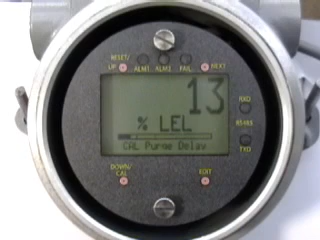 RESET/
UP ALM1 ALM2 FAIL NEXT
13
% LEL
CAL Purge Delay
RXD
RS485
TXD
DOWN/
CAL
EDIT